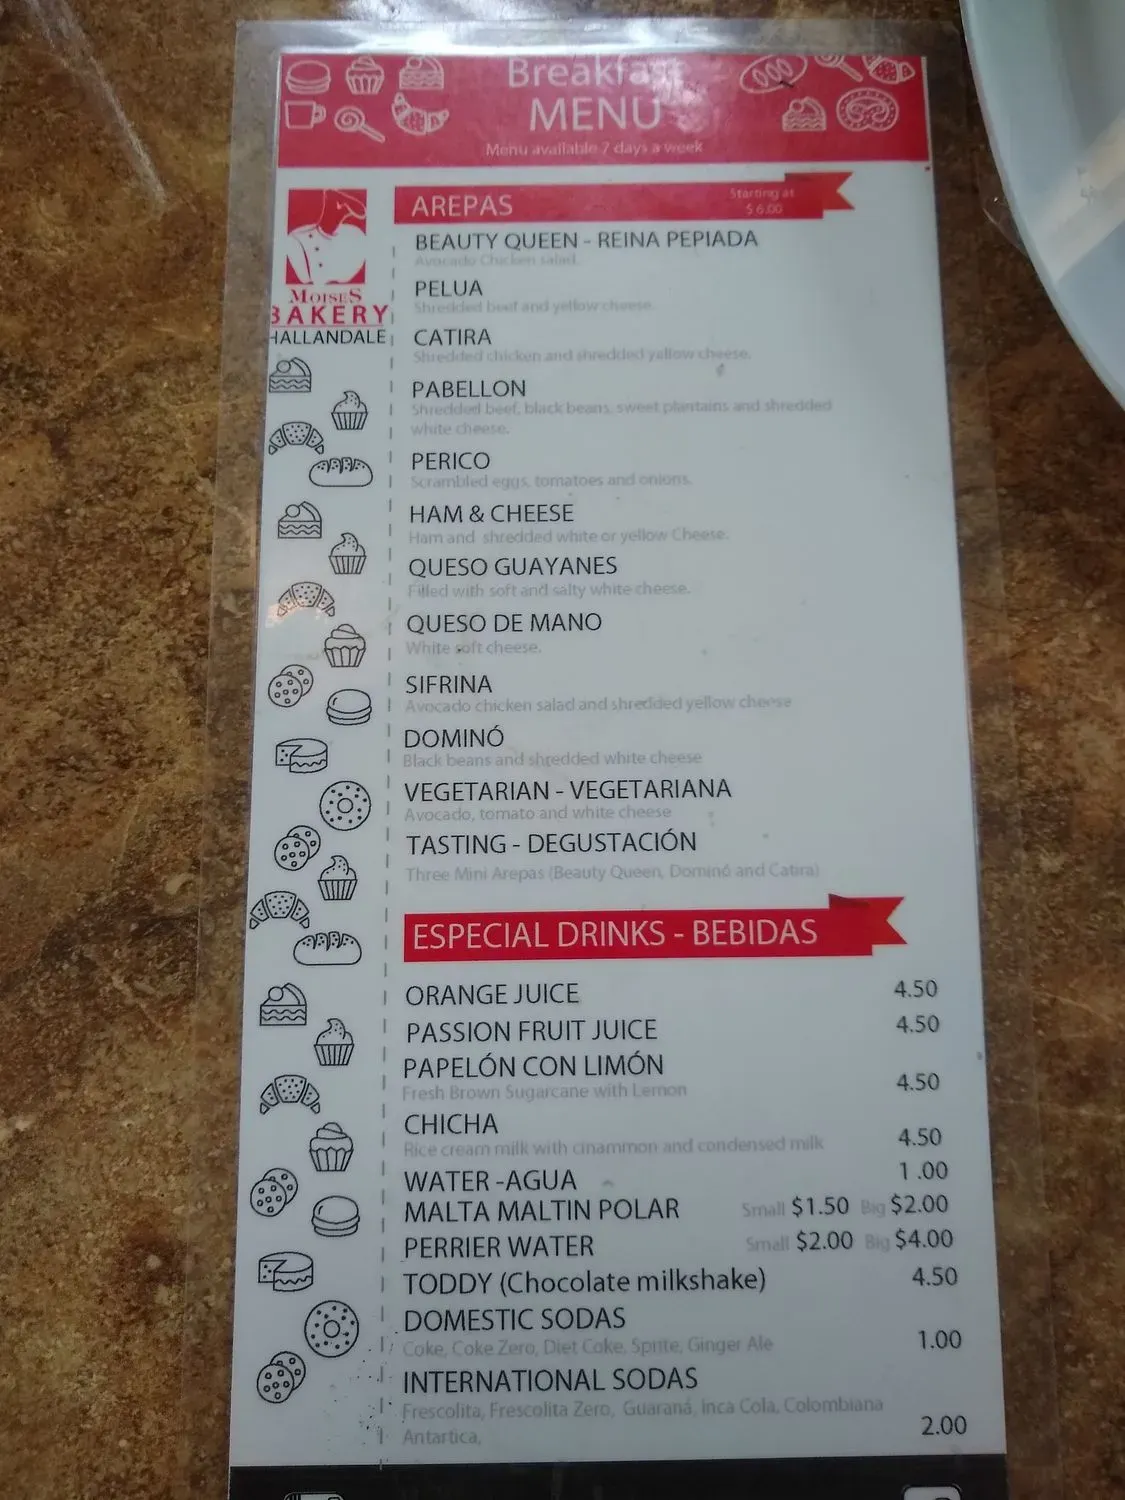 Breakfast
MENU
Menu available 7 days a week
MOISES
BAKERY
HALLANDALE
AREPAS
Starting at
$ 6.00
BEAUTY QUEEN - REINA PEPIADA
Avocado Chicken salad.
PELUA
Shredded beef and yellow cheese.
CATIRA
Shredded chicken and shredded yallow cheese.
PABELLON
Shredded beef, black beans, sweet plantains and shredded
white cheese.
PERICO
Scrambled eggs, tomatoes and onions.
HAM & CHEESE
Ham and shredded white or yellow Cheese.
QUESO GUAYANES
Filled with soft and salty white cheese.
QUESO DE MANO
White soft cheese.
SIFRINA
Avocado chicken salad and shredded yellow cheese
DOMINÓ
Black beans and shredded white cheese
VEGETARIAN - VEGETARIANA
Avocado, tomato and white cheese
TASTING - DEGUSTACIÓN
Three Mini Arepas (Beauty Queen, Dominó and Catira)
ESPECIAL DRINKS - BEBIDAS
ORANGE JUICE 4.50
PASSION FRUIT JUICE 4.50
PAPELÓN CON LIMÓN
Fresh Brown Sugarcane with Lemon 4.50
CHICHA
Rice cream milk with cinammon and condensed milk 4.50
WATER -AGUA 1.00
MALTA MALTIN POLAR Small $1.50 Big $2.00
PERRIER WATER Small $2.00 Big $4.00
TODDY (Chocolate milkshake) 4.50
DOMESTIC SODAS
Coke, Coke Zero, Diet Coke, Sprite, Ginger Ale 1.00
INTERNATIONAL SODAS
Frescolita, Frescolita Zero, Guaraná, Inca Cola, Colombiana
Antartica, 2.00